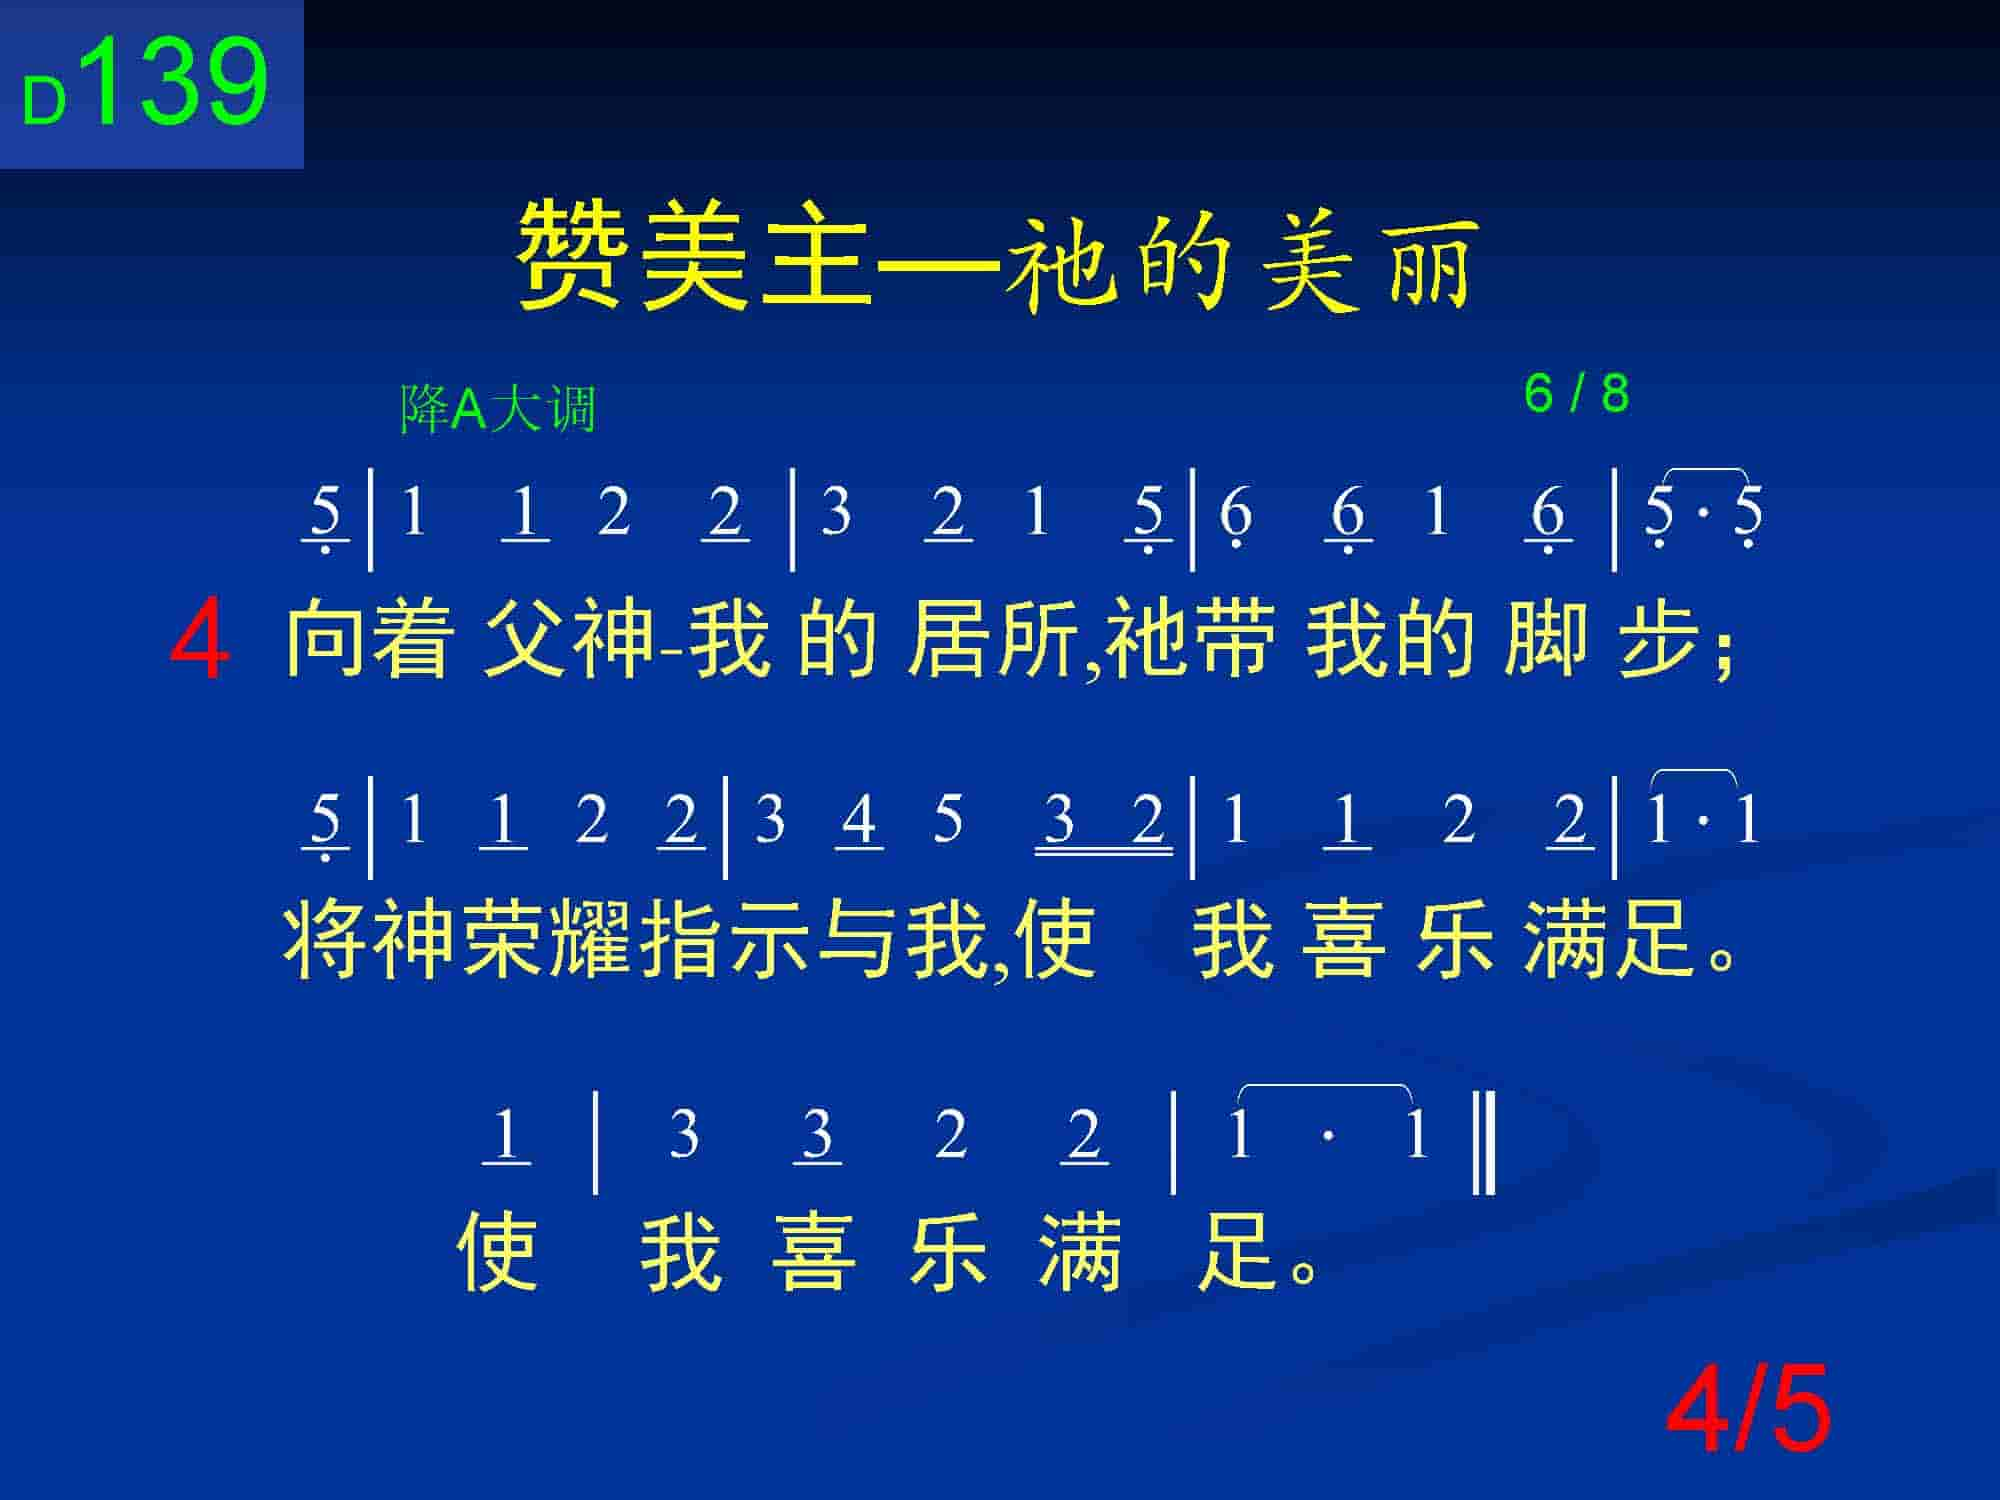 D139
赞美主—祂的美丽
降A大调 6 / 8
5 | 1 1 2 2 | 3 2 1 5 | 6 6 1 6 | 5 · 5
4 向着 父神-我 的 居所,祂带 我的 脚 步；
5 | 1 1 2 2 | 3 4 5 3 2 | 1 1 2 2 | 1 · 1
将神荣耀指示与我,使 我 喜 乐 满足。
1 | 3 3 2 2 | 1 · 1 ‖
使 我 喜 乐 满 足。
4/5